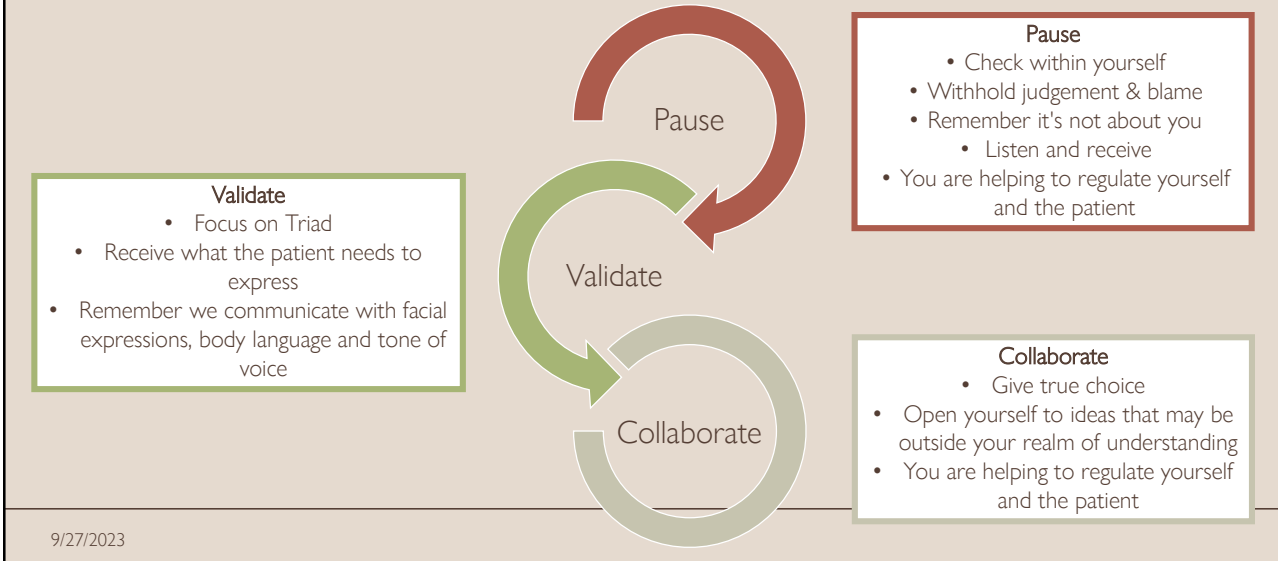 Pause
• Check within yourself
• Withhold judgement & blame
• Remember it's not about you
• Listen and receive
• You are helping to regulate yourself
and the patient
Pause
Validate
• Focus on Triad
• Receive what the patient needs to
express
• Remember we communicate with facial
expressions, body language and tone of
voice
Validate
Collaborate
Collaborate
• Give true choice
• Open yourself to ideas that may be
outside your realm of understanding
• You are helping to regulate yourself
and the patient
9/27/2023